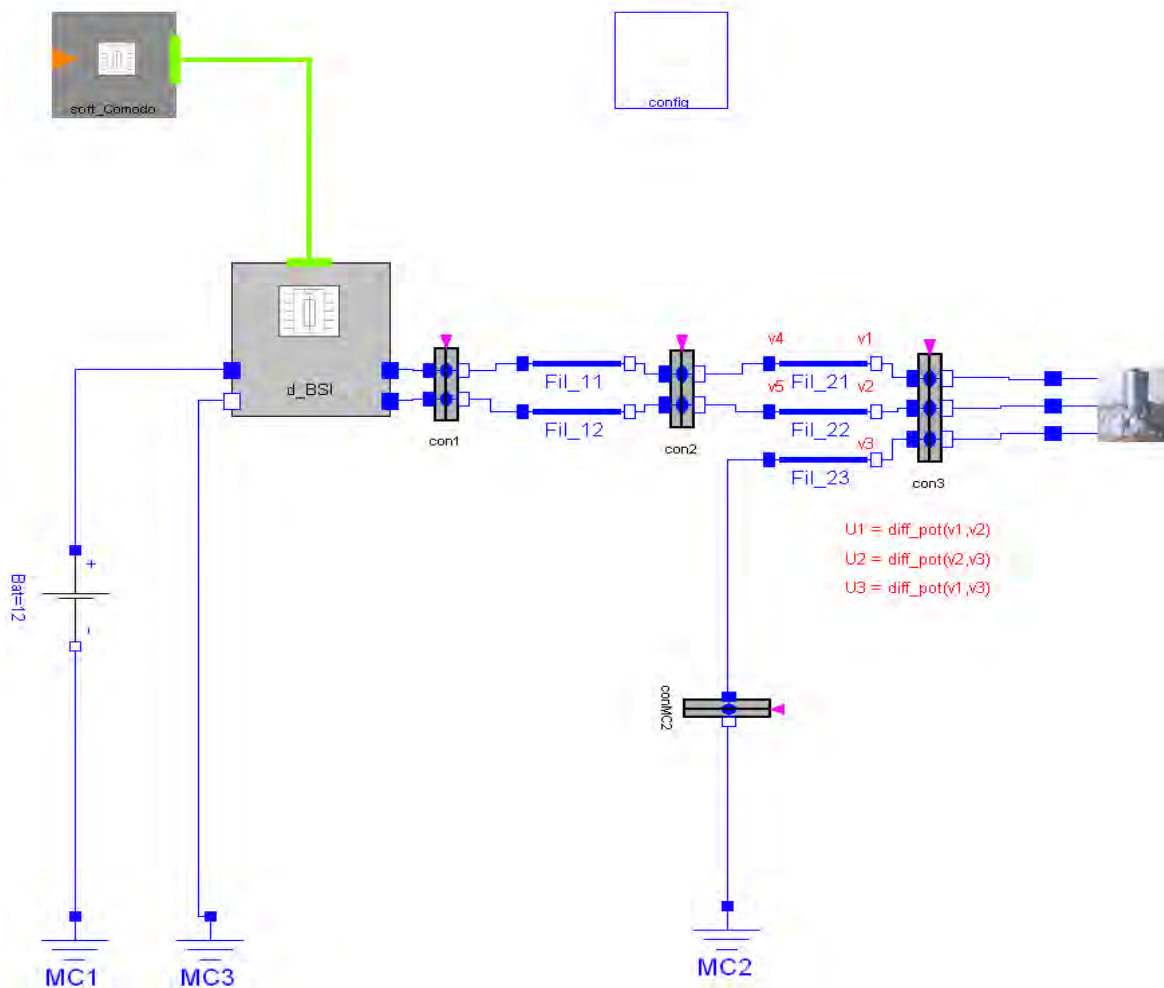 soft_Comodo
config
d_BSI
con1
Fil_11
Fil_12
con2
v4
v1
Fil_21
v5
v2
Fil_22
v3
Fil_23
con3
U1 = diff_pot(v1,v2)
U2 = diff_pot(v2,v3)
U3 = diff_pot(v1,v3)
Bat=12
+
-
conMC2
MC1
MC3
MC2